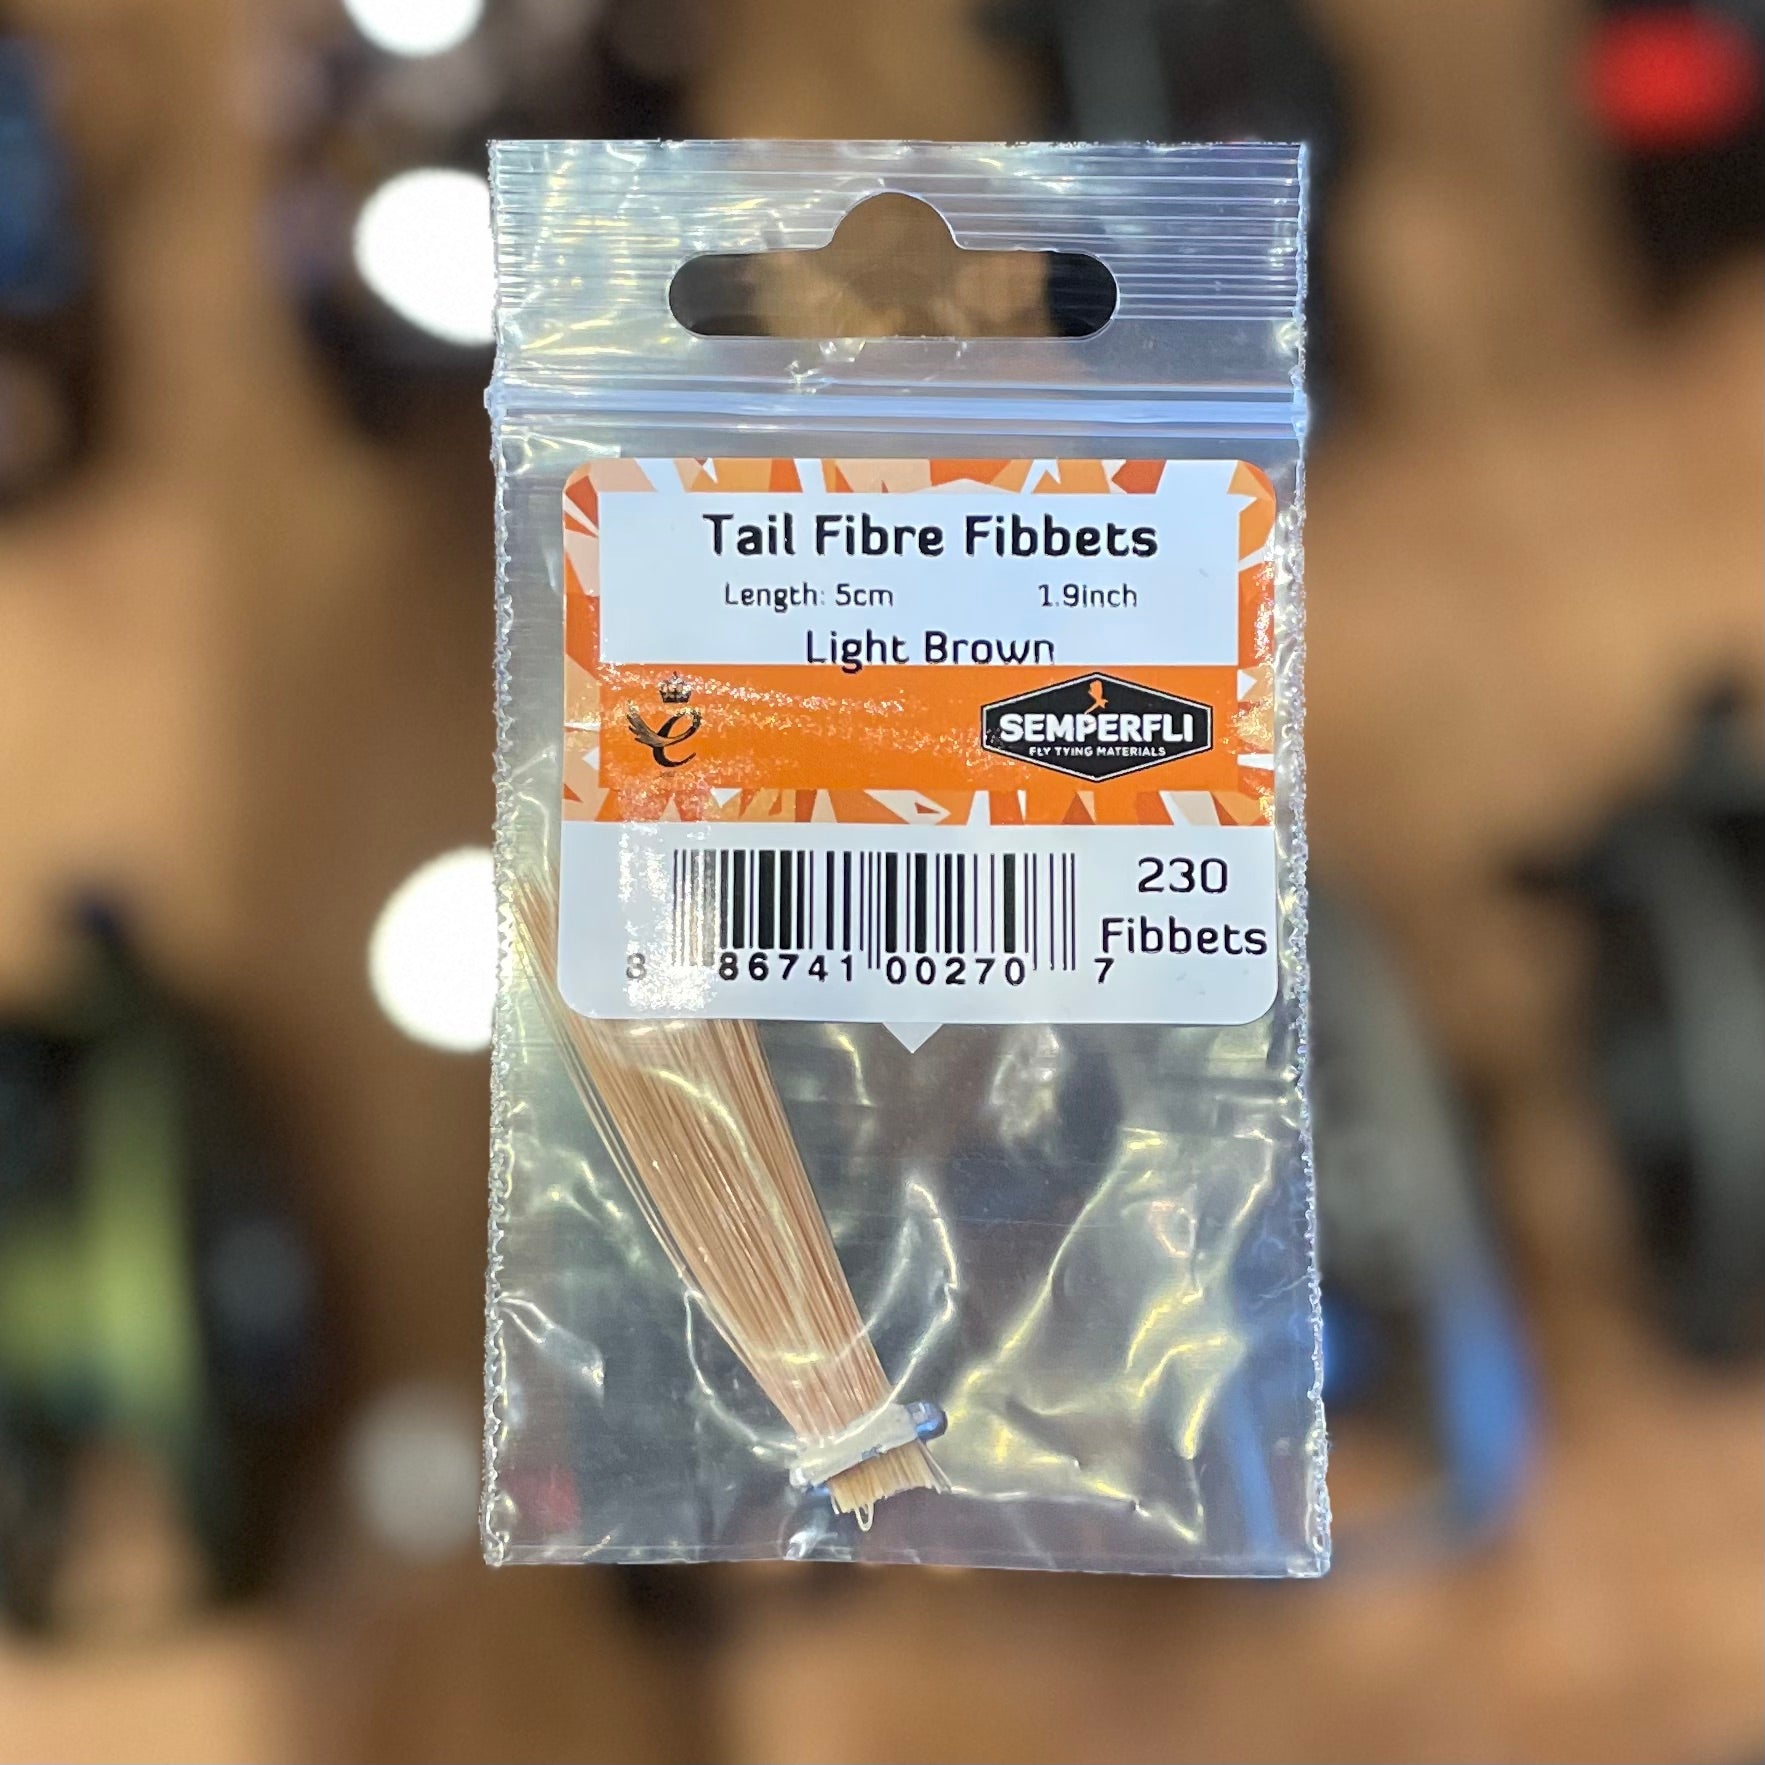 Tail Fibre Fibbets
Length: 5cm 1.9inch
Light Brown
SEMPERFLI
FLY TYING MATERIALS
230
Fibbets
8 86741 00270 7